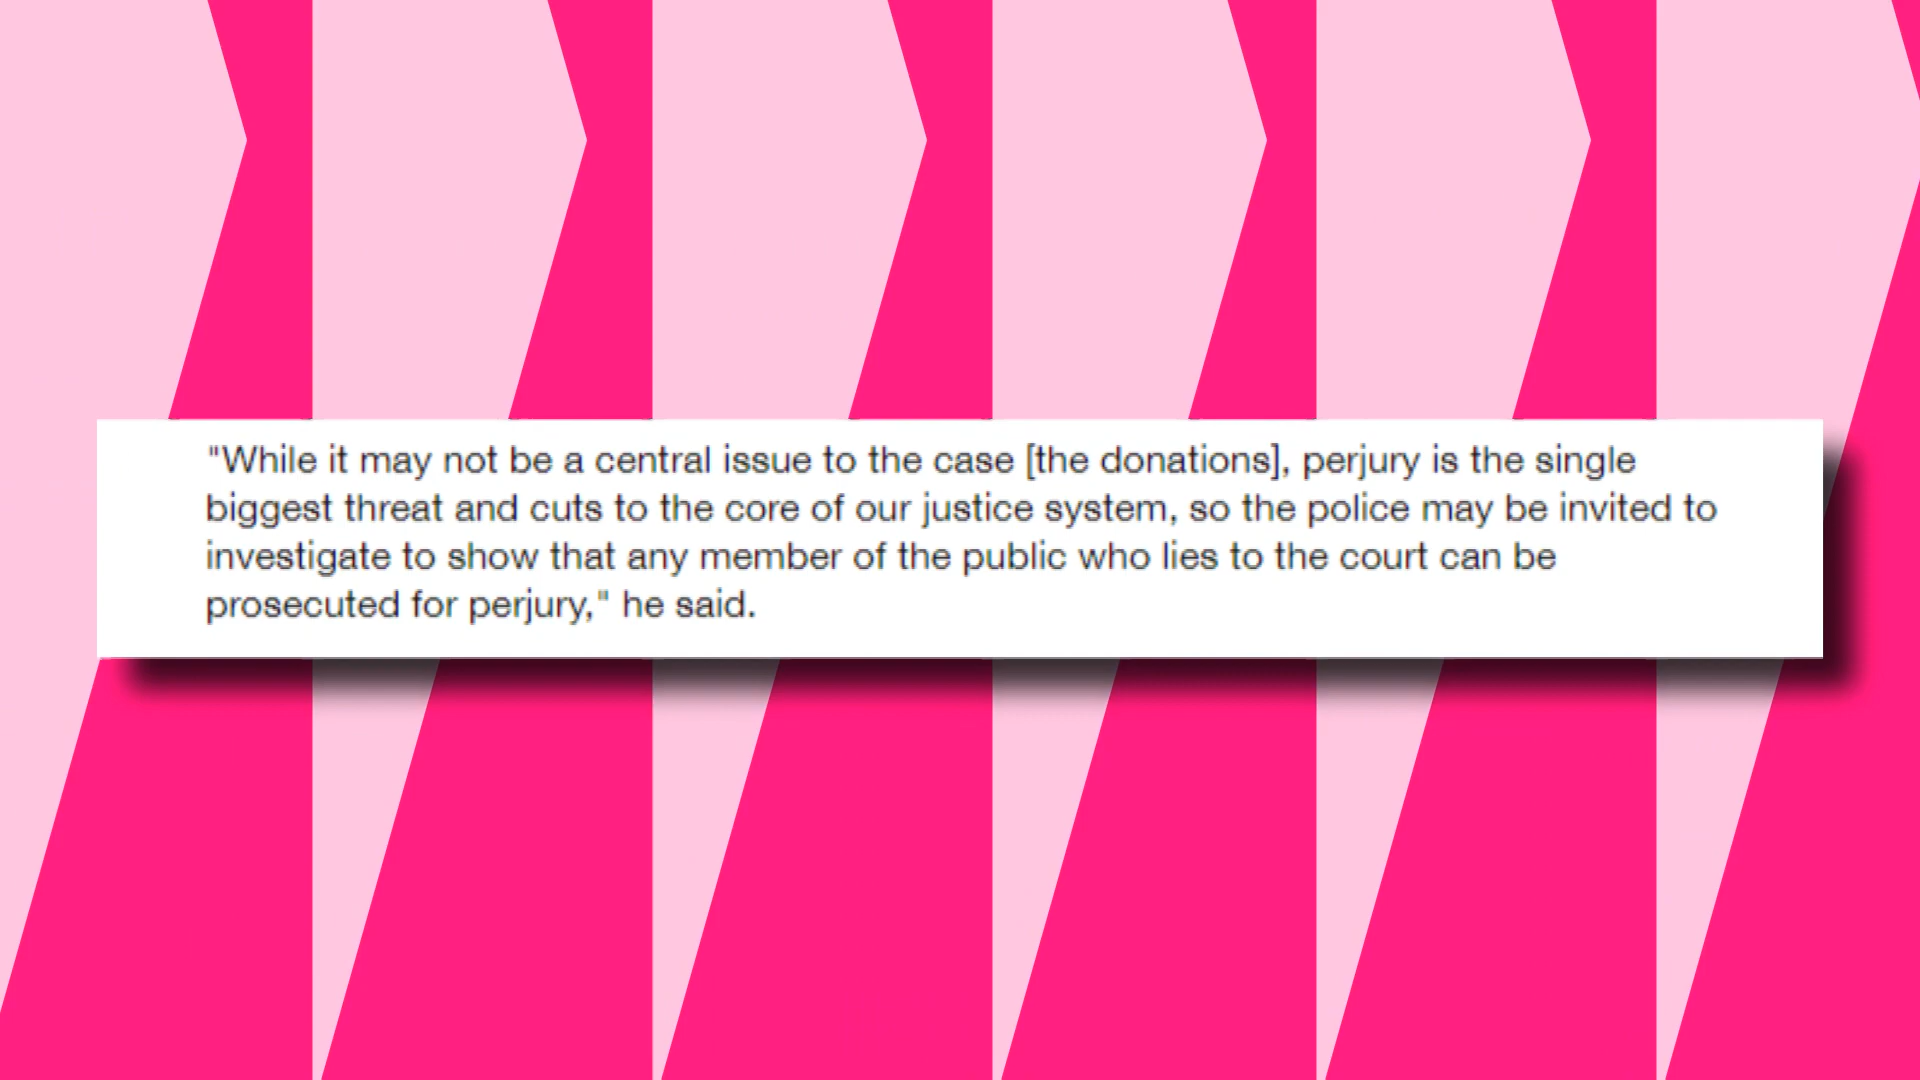 "While it may not be a central issue to the case [the donations], perjury is the single
biggest threat and cuts to the core of our justice system, so the police may be invited to
investigate to show that any member of the public who lies to the court can be
prosecuted for perjury," he said.